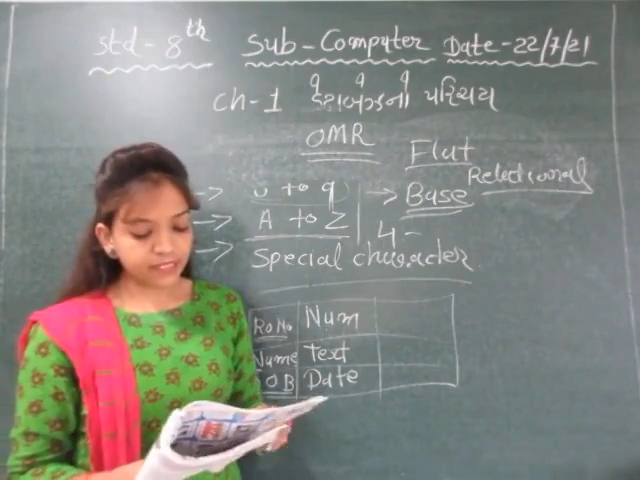 Std - 8th Sub - Computer Date - 22/7/21
ch-1 ડેટાબેઝનો પરિચય
OMR
Flat
Relational
-> 0 to 9 -> Base
-> A to Z 4 -
-> Special character
Ro No Num
Name Text
DOB Date